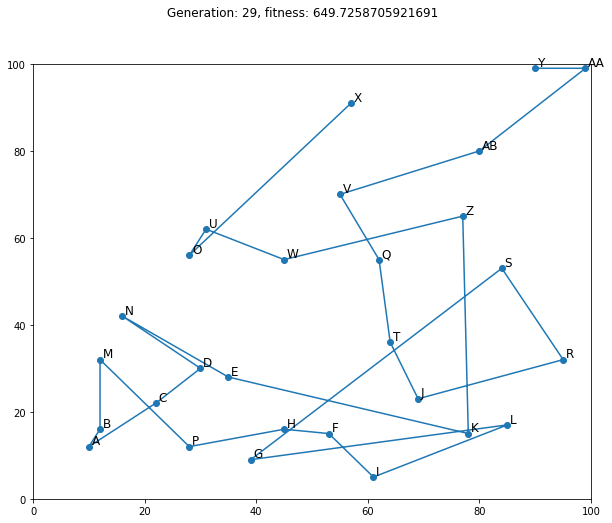 Generation: 29, fitness: 649.7258705921691
100
Y
AA
X
80
AB
V
Z
U
60
O
W
Q
S
N
40
T
M
R
D
E
J
C
20
B
H
L
F
K
A
P
G
I
0
0
20
40
60
80
100